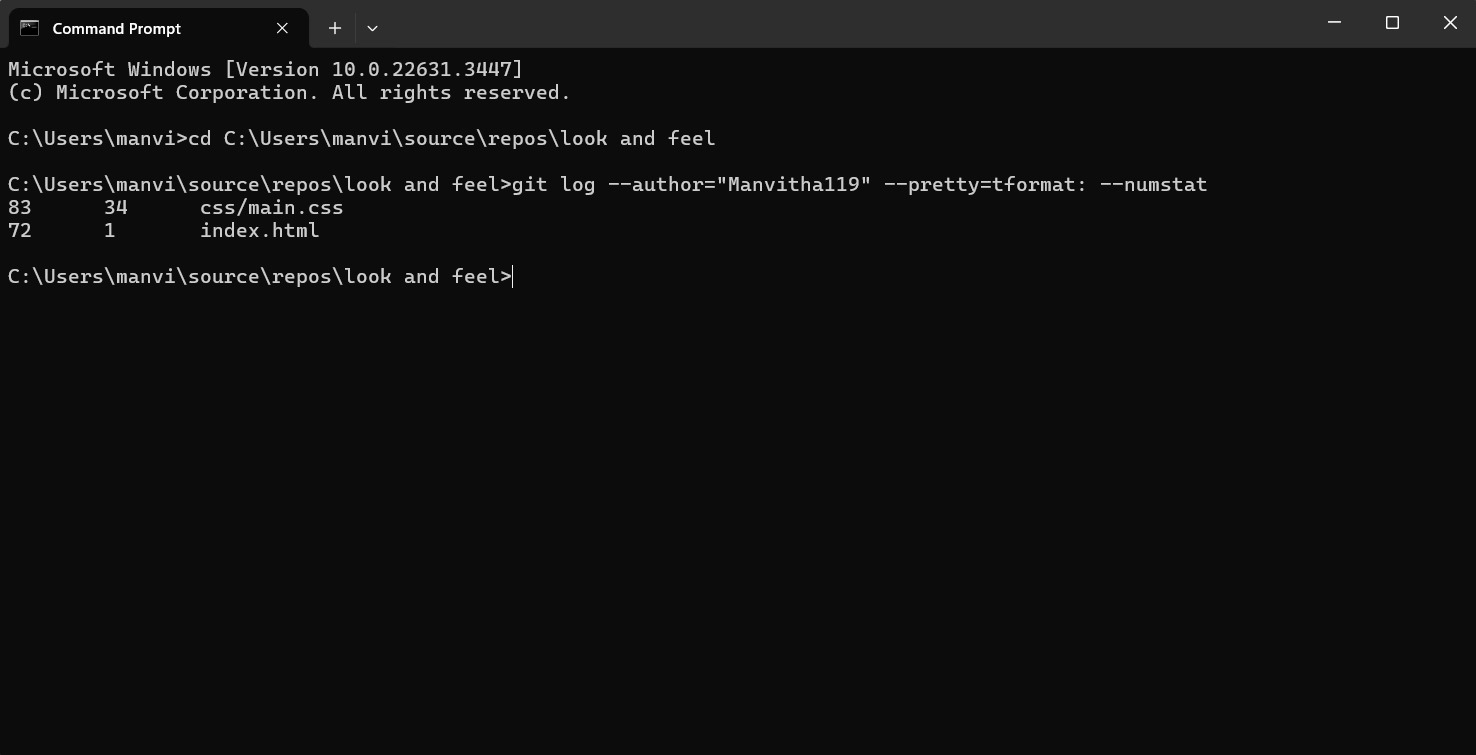 Command Prompt
Microsoft Windows [Version 10.0.22631.3447]
(c) Microsoft Corporation. All rights reserved.
C:\Users\manvi>cd C:\Users\manvi\source\repos\look and feel
C:\Users\manvi\source\repos\look and feel>git log --author="Manvitha119" --pretty=tformat: --numstat
83 34 css/main.css
72 1 index.html
C:\Users\manvi\source\repos\look and feel>